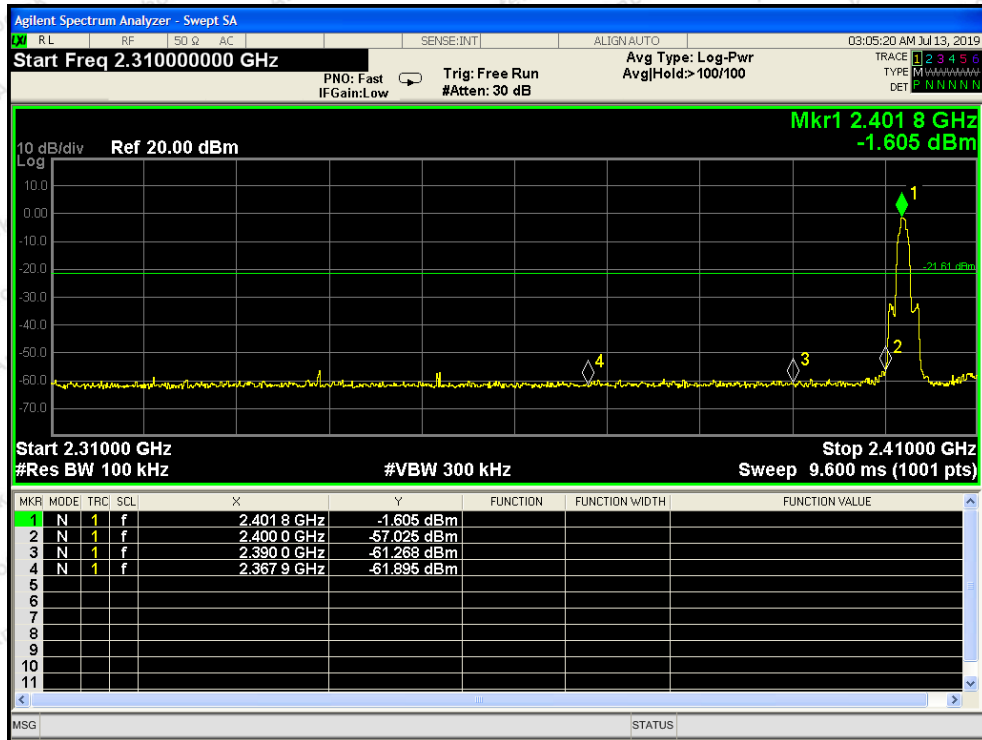 Agilent Spectrum Analyzer - Swept SA
LXI RL RF 50 Ω AC SENSE:INT ALIGN AUTO 03:05:20 AM Jul 13, 2019
Start Freq 2.310000000 GHz
PNO: Fast
IFGain:Low
Trig: Free Run
#Atten: 30 dB
Avg Type: Log-Pwr
Avg|Hold:> 100/100
TRACE 1 2 3 4 5 6
TYPE M
DET P N N N N N
Mkr1 2.401 8 GHz
-1.605 dBm
10 dB/div Ref 20.00 dBm
Log
10.0
0.00
-10.0
-20.0
-30.0
-40.0
-50.0
-60.0
-70.0
1
-21.61 dBm
2
3
4
Start 2.31000 GHz Stop 2.41000 GHz
#Res BW 100 kHz #VBW 300 kHz Sweep 9.600 ms (1001 pts)
MKR MODE TRC SCL X Y FUNCTION FUNCTION WIDTH FUNCTION VALUE
1 N 1 f 2.401 8 GHz -1.605 dBm
2 N 1 f 2.400 0 GHz -57.025 dBm
3 N 1 f 2.390 0 GHz -61.268 dBm
4 N 1 f 2.367 9 GHz -61.895 dBm
5
6
7
8
9
10
11
MSG STATUS